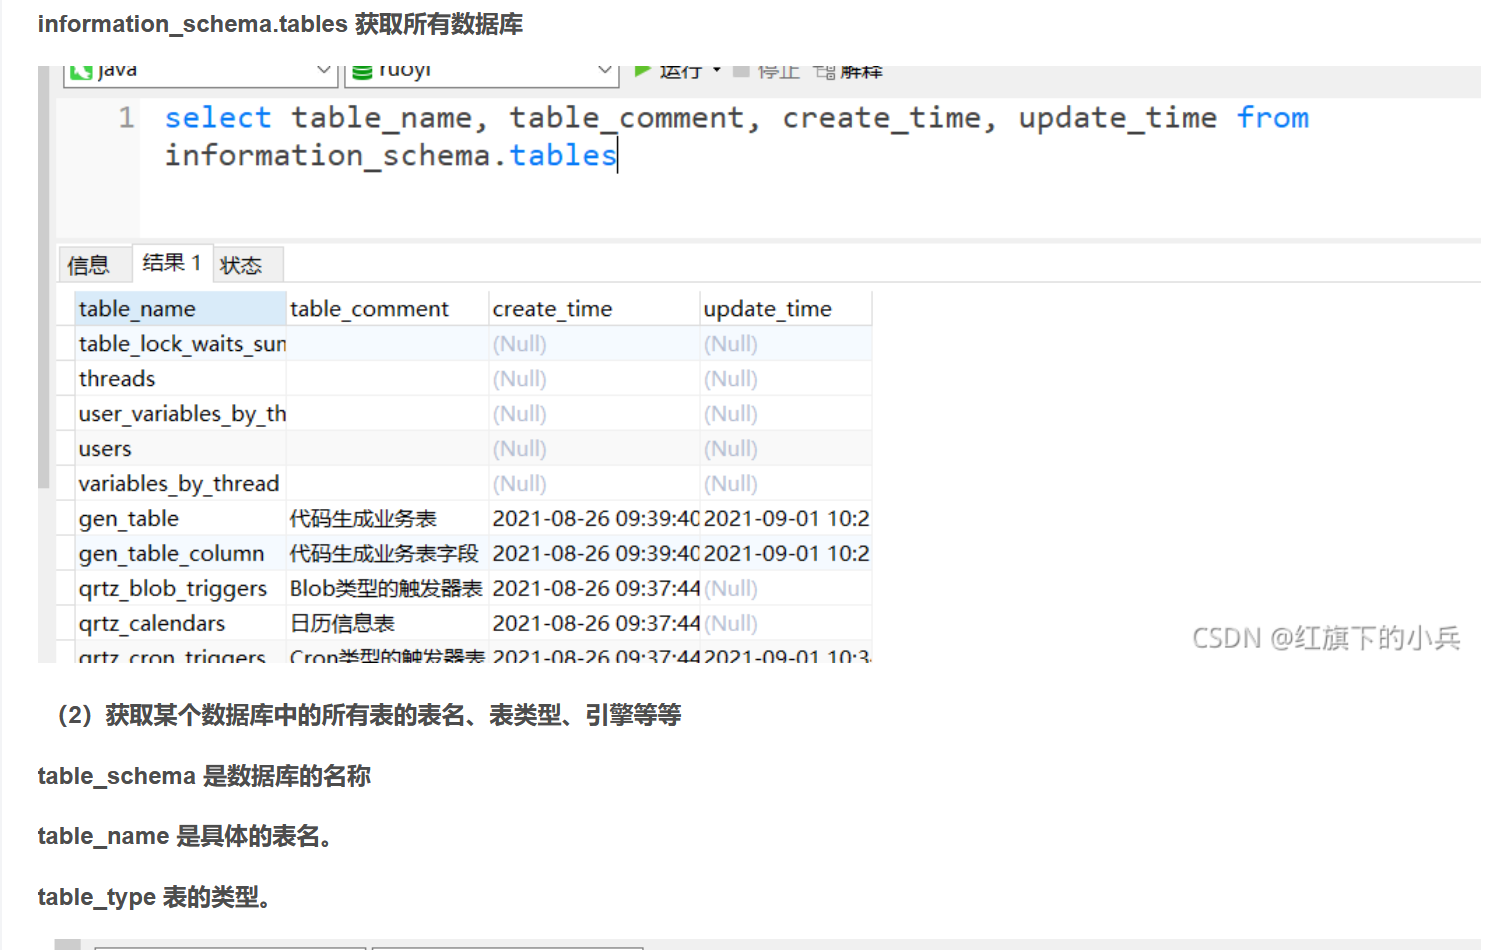 information_schema.tables 获取所有数据库
java ruoyi 运行 停止 解释
1 select table_name, table_comment, create_time, update_time from
information_schema.tables
信息 结果 1 状态
table_name table_comment create_time update_time
table_lock_waits_sum (Null) (Null)
threads (Null) (Null)
user_variables_by_th (Null) (Null)
users (Null) (Null)
variables_by_thread (Null) (Null)
gen_table 代码生成业务表 2021-08-26 09:39:40 2021-09-01 10:2
gen_table_column 代码生成业务表字段 2021-08-26 09:39:40 2021-09-01 10:2
qrtz_blob_triggers Blob类型的触发器表 2021-08-26 09:37:44 (Null)
qrtz_calendars 日历信息表 2021-08-26 09:37:44 (Null)
qrtz_cron_triggers Cron类型的触发器表 2021-08-26 09:37:44 2021-09-01 10:3
CSDN @红旗下的小兵
（2）获取某个数据库中的所有表的表名、表类型、引擎等等
table_schema 是数据库的名称
table_name 是具体的表名。
table_type 表的类型。